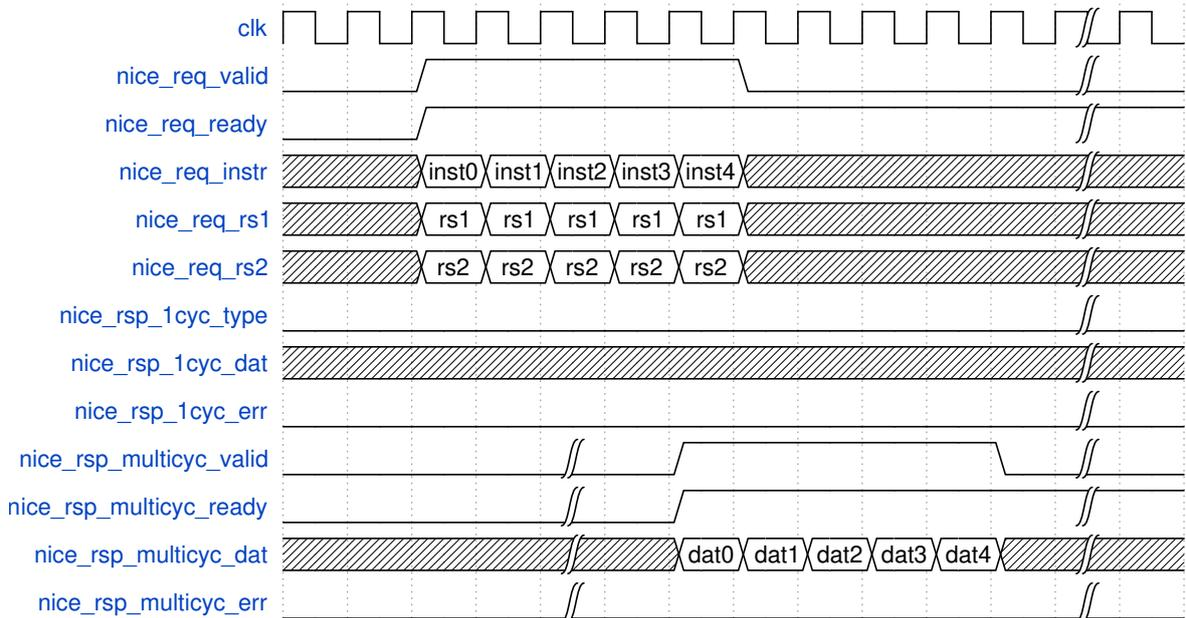 clk
nice_req_valid
nice_req_ready
nice_req_instr inst0 inst1 inst2 inst3 inst4
nice_req_rs1 rs1 rs1 rs1 rs1 rs1
nice_req_rs2 rs2 rs2 rs2 rs2 rs2
nice_rsp_1cyc_type
nice_rsp_1cyc_dat
nice_rsp_1cyc_err
nice_rsp_multicyc_valid
nice_rsp_multicyc_ready
nice_rsp_multicyc_dat dat0 dat1 dat2 dat3 dat4
nice_rsp_multicyc_err